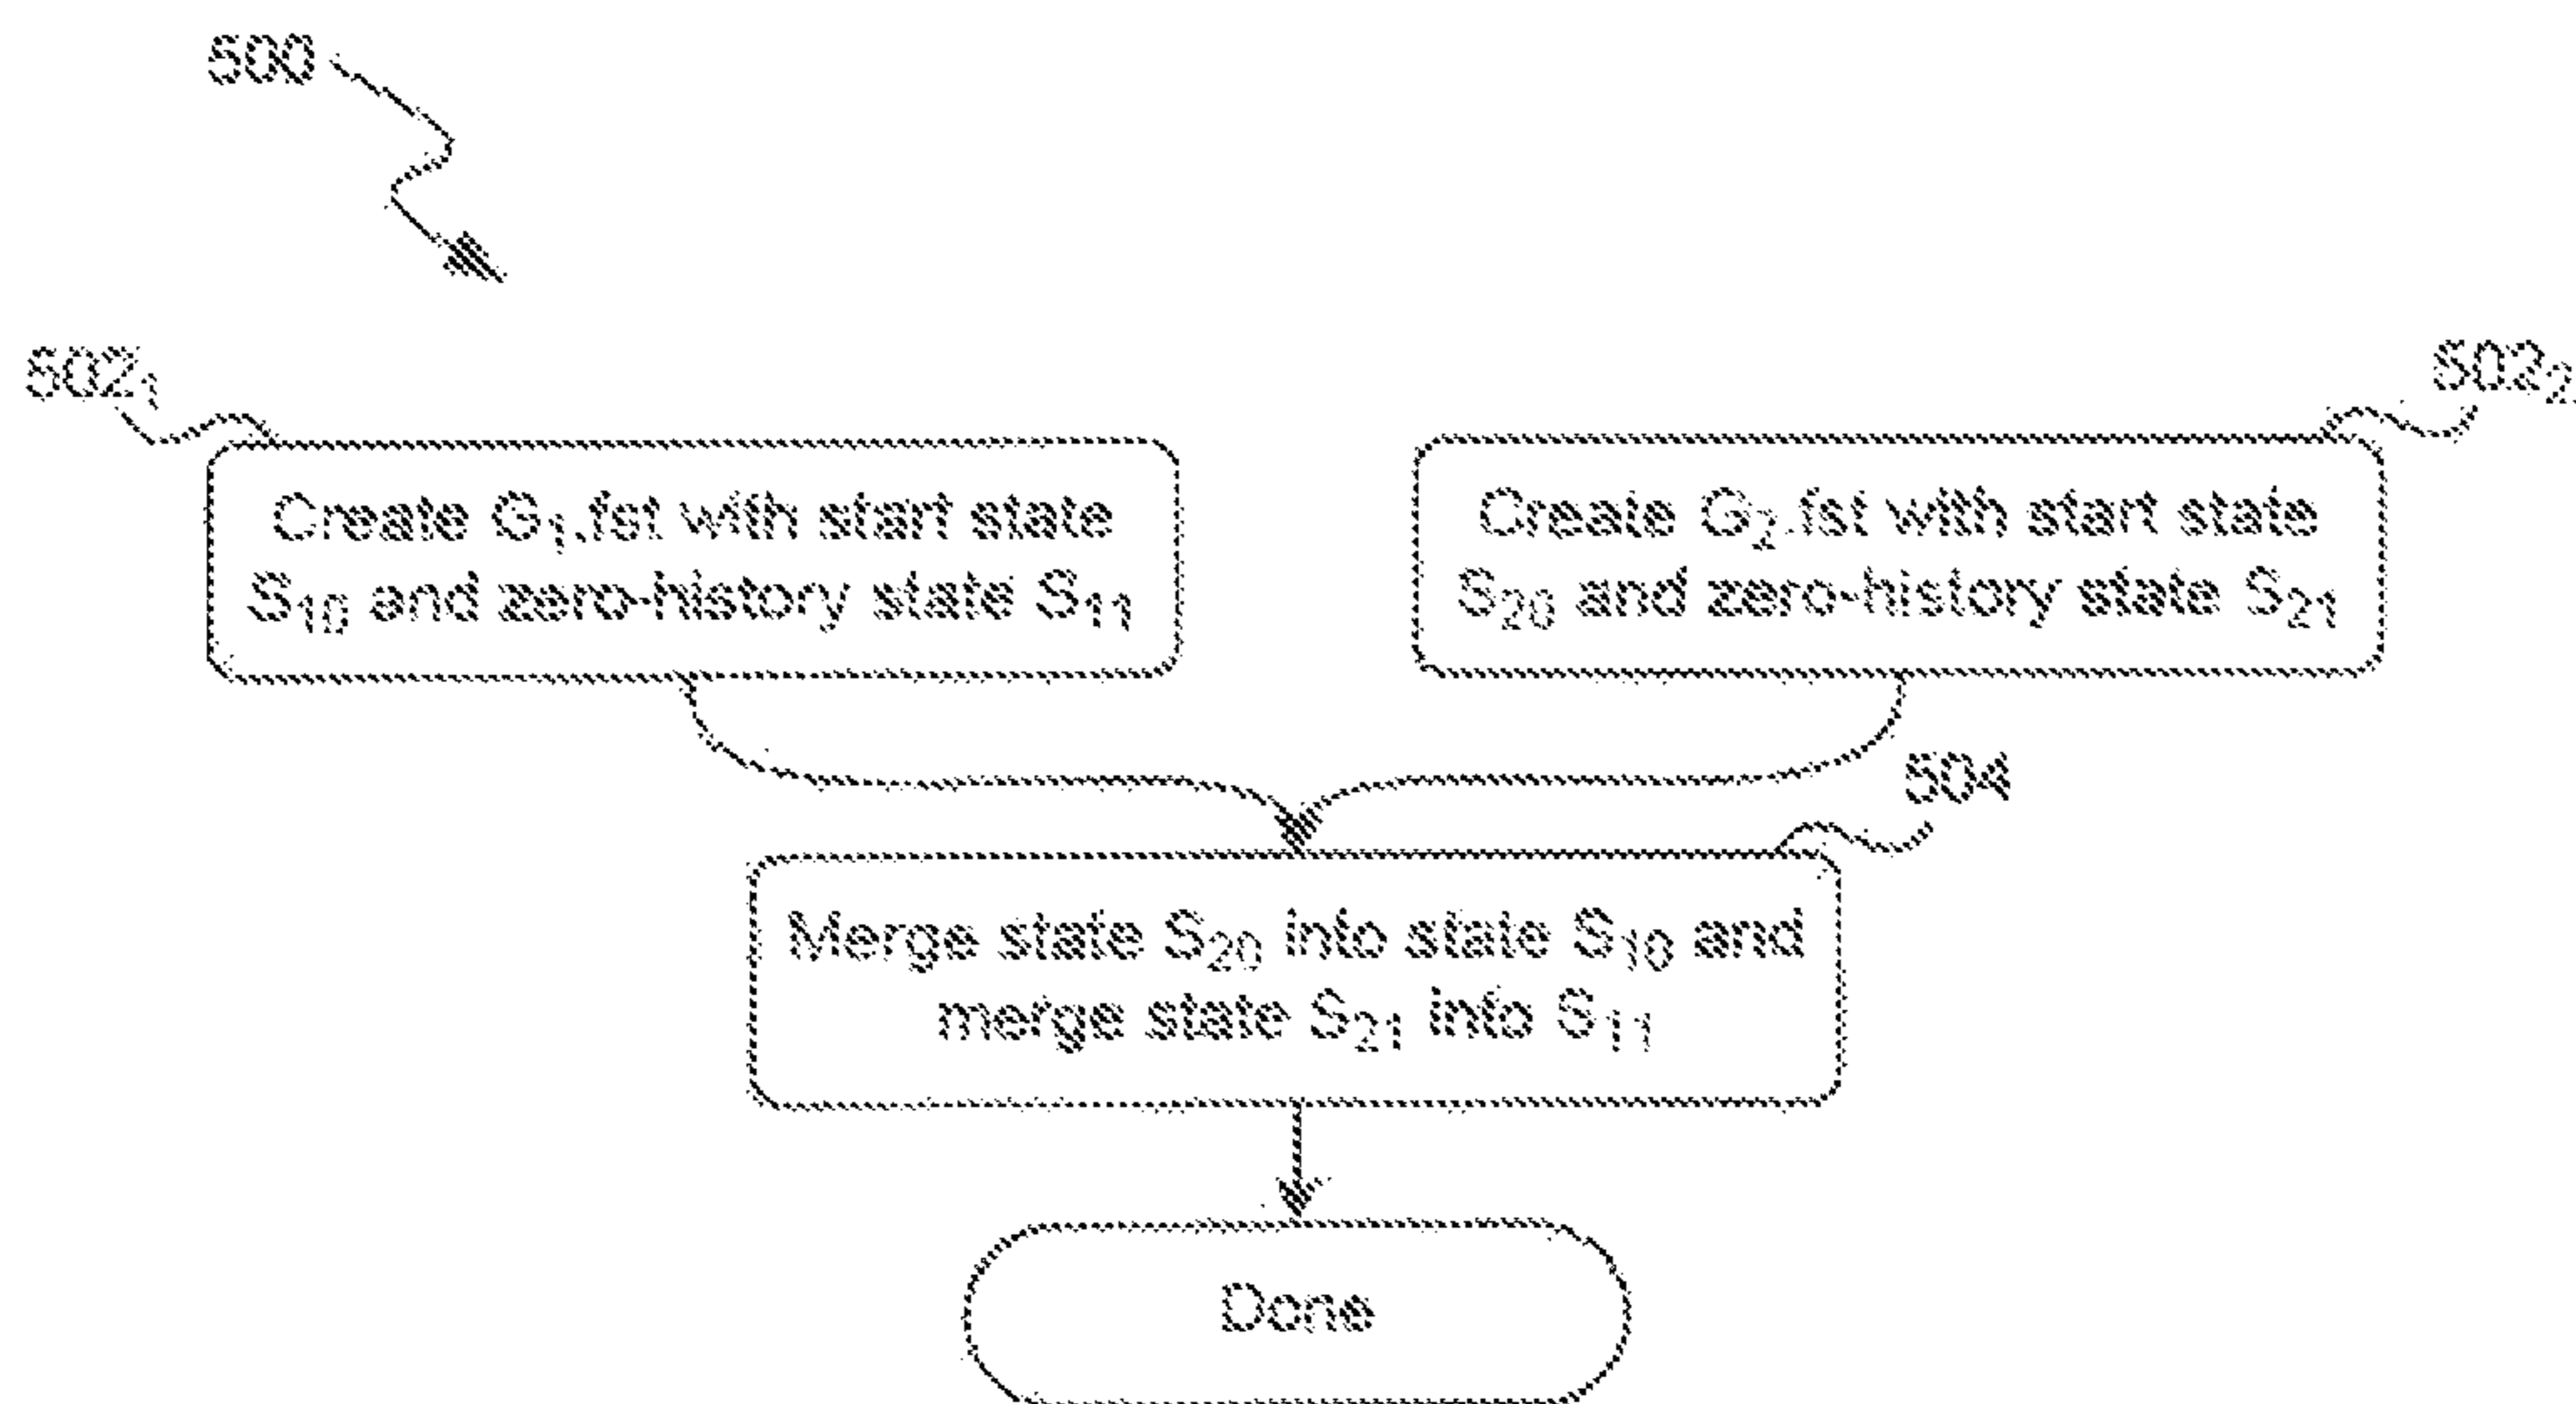 500
502₁
502₂
Create G₁.fst with start state
S₁₀ and zero-history state S₁₁
Create G₂.fst with start state
S₂₀ and zero-history state S₂₁
504
Merge state S₂₀ into state S₁₀ and
merge state S₂₁ into S₁₁
Done